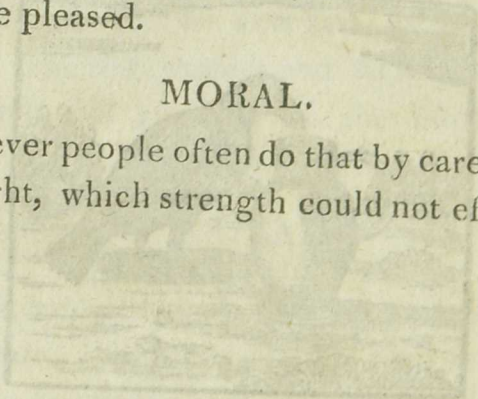 e pleased.
MORAL.
ever people often do that by care
ht, which strength could not ef